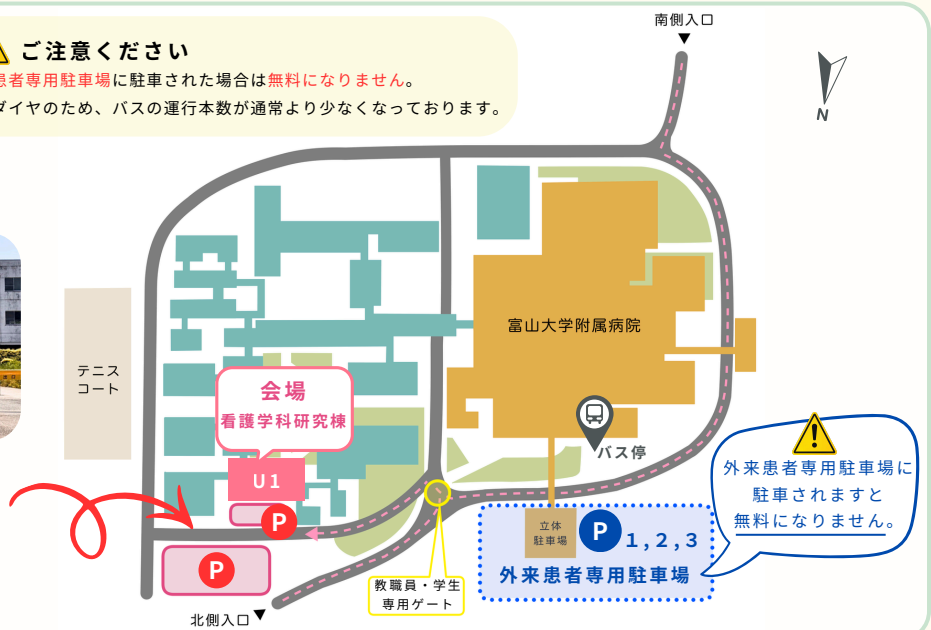 南側入口
ご注意ください
患者専用駐車場に駐車された場合は無料になりません。
ダイヤのため、バスの運行本数が通常より少なくなっております。
N
富山大学附属病院
テニス
コート
会場
看護学科研究棟
バス停
U1
P
P
外来患者専用駐車場に
駐車されますと
無料になりません。
立体
駐車場
P 1,2,3
外来患者専用駐車場
教職員・学生
専用ゲート
北側入口